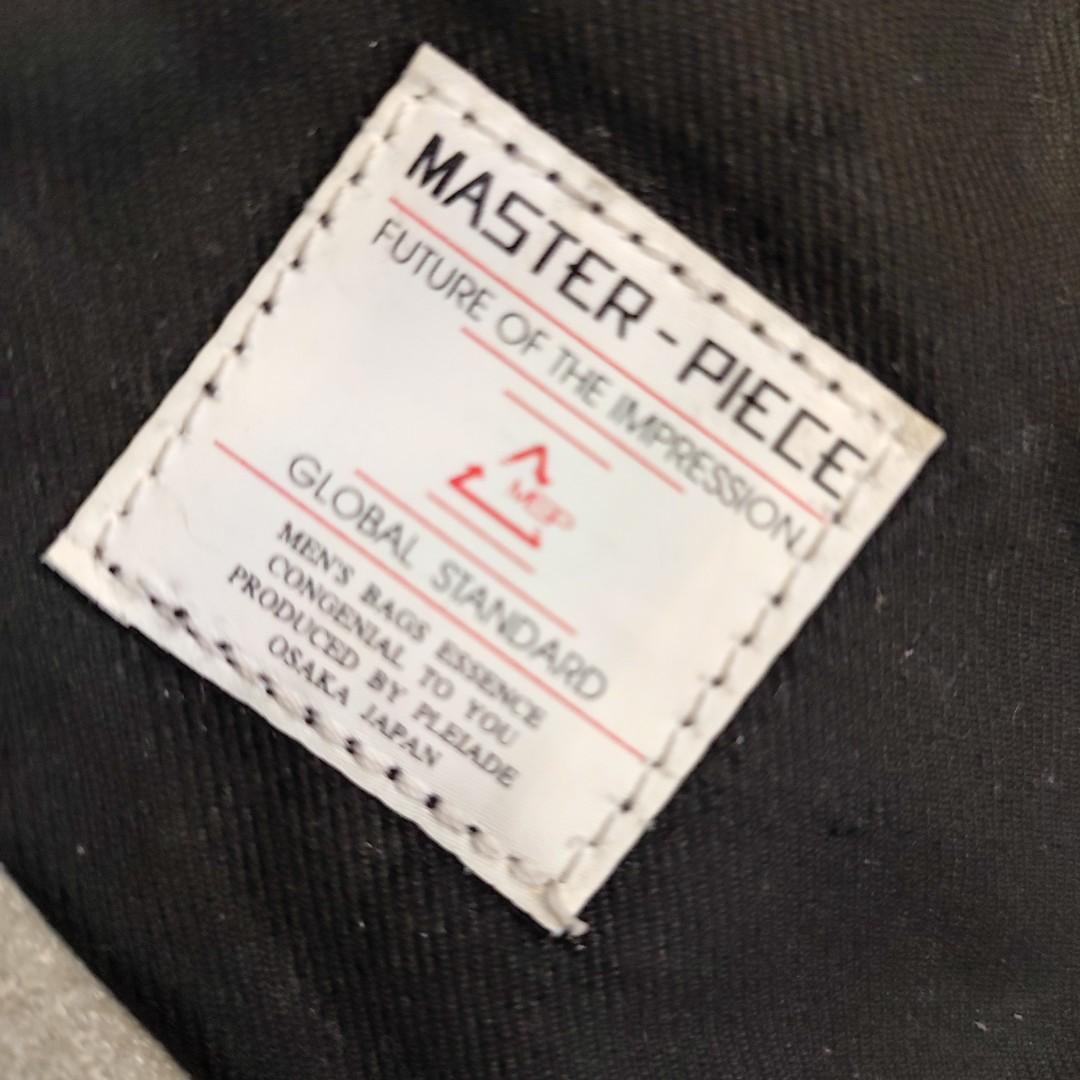 MASTER-PIECE
FUTURE OF THE IMPRESSION.
MSP
GLOBAL STANDARD
MEN'S BAGS ESSENCE
CONGENIAL TO YOU
PRODUCED BY PLEIADE
OSAKA JAPAN